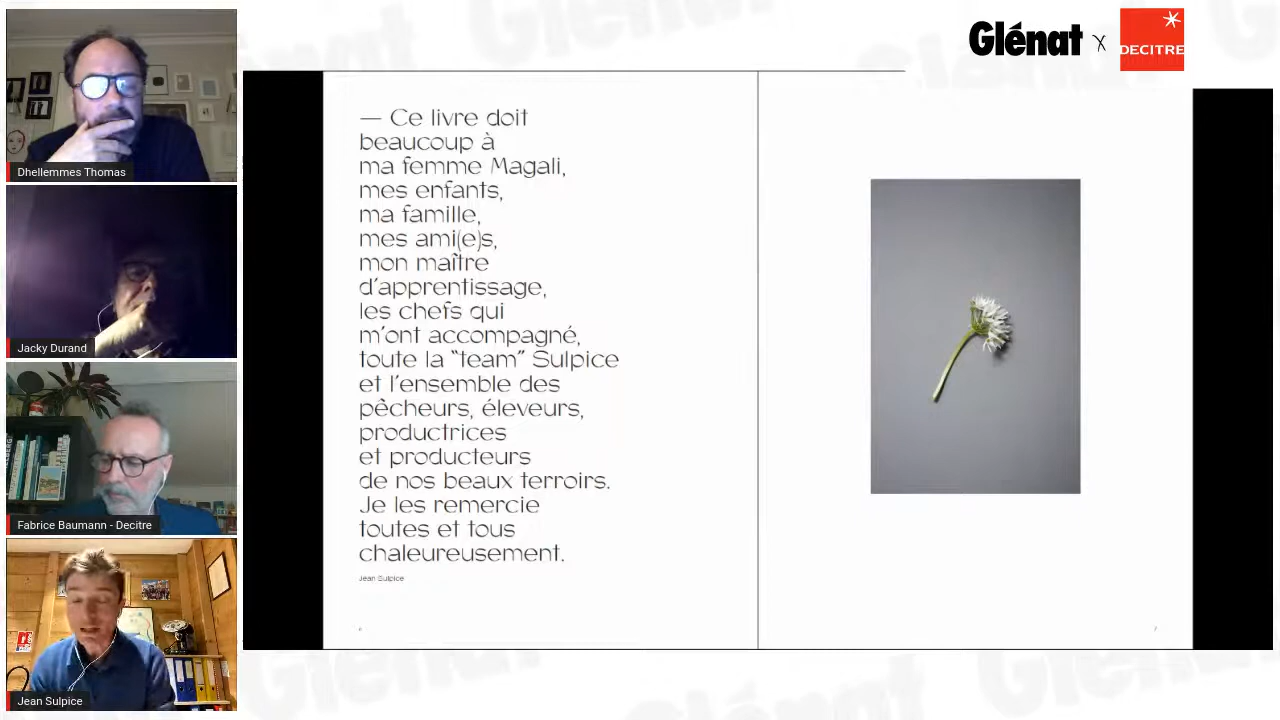 Glénat X DECITRE
Dhellemmes Thomas
Jacky Durand
Fabrice Baumann - Decitre
Jean Sulpice
— Ce livre doit
beaucoup à
ma femme Magali,
mes enfants,
ma famille,
mes ami(e)s,
mon maître
d'apprentissage,
les chefs qui
m'ont accompagné,
toute la “team” Sulpice
et l'ensemble des
pêcheurs, éleveurs,
productrices
et producteurs
de nos beaux terroirs.
Je les remercie
toutes et tous
chaleureusement.
Jean Sulpice
6
7